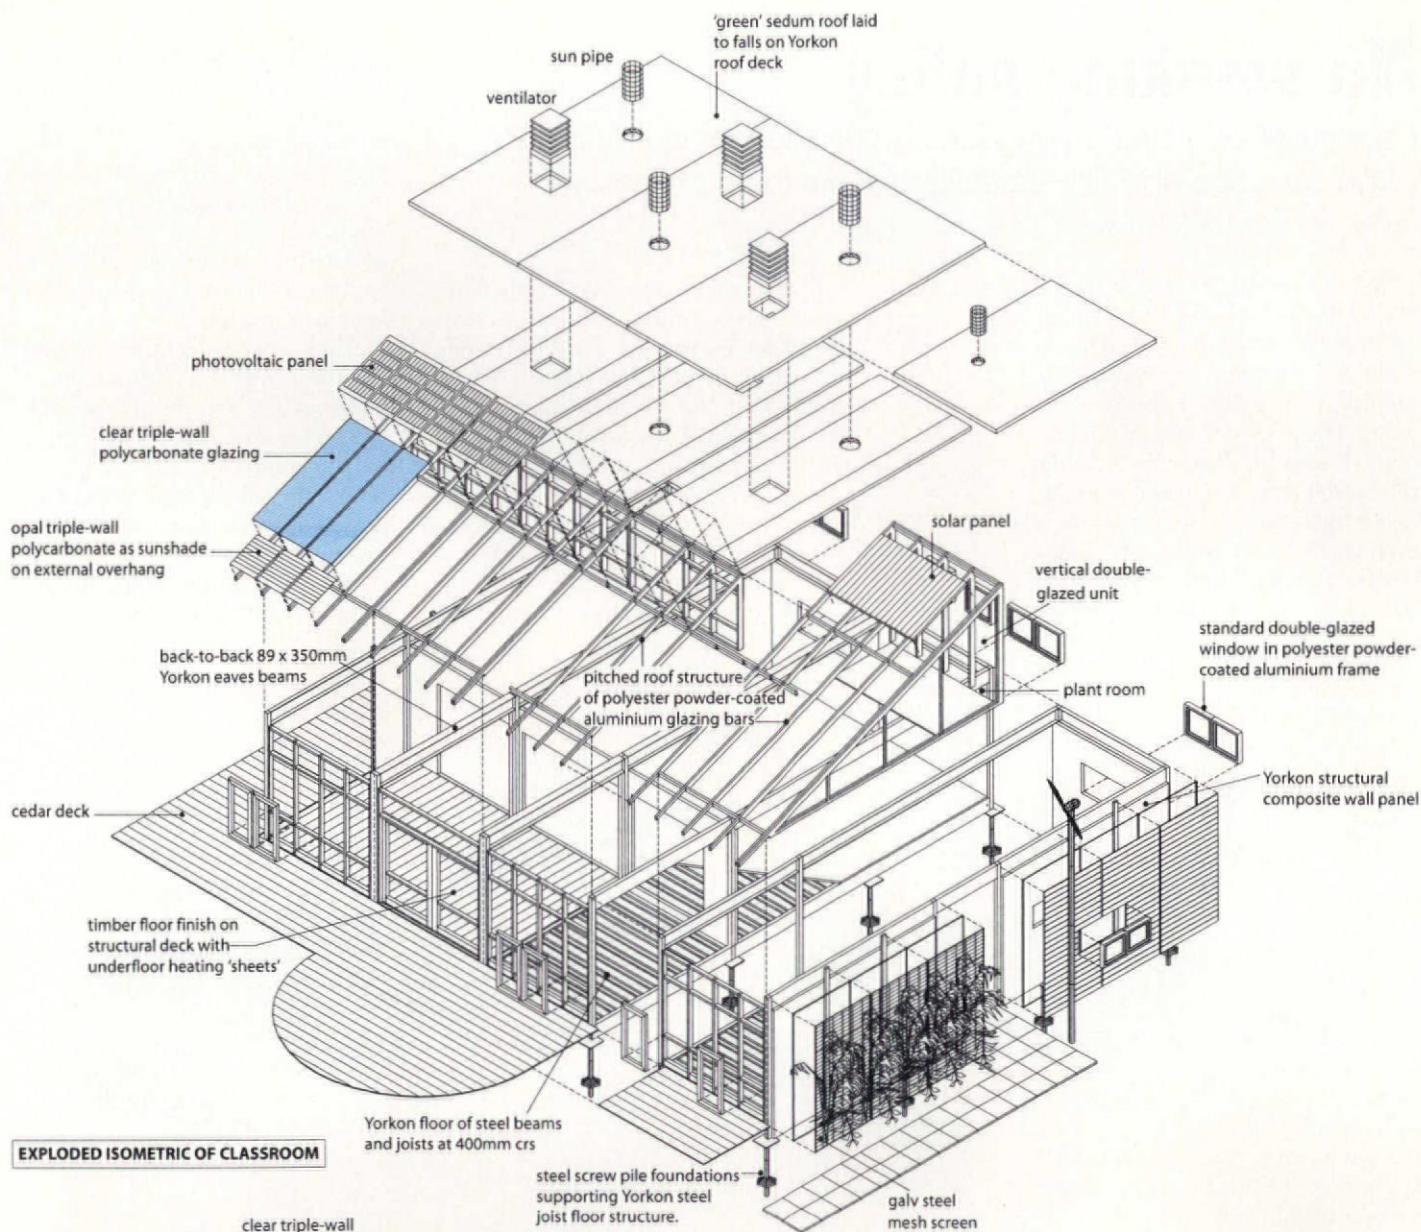 'green' sedum roof laid
to falls on Yorkon
roof deck
sun pipe
ventilator
photovoltaic panel
clear triple-wall
polycarbonate glazing
opal triple-wall
polycarbonate as sunshade
on external overhang
solar panel
vertical double-
glazed unit
standard double-glazed
window in polyester powder-
coated aluminium frame
back-to-back 89 x 350mm
Yorkon eaves beams
pitched roof structure
of polyester powder-coated
aluminium glazing bars
plant room
Yorkon structural
composite wall panel
cedar deck
timber floor finish on
structural deck with
underfloor heating 'sheets'
Yorkon floor of steel beams
and joists at 400mm crs
EXPLODED ISOMETRIC OF CLASSROOM
steel screw pile foundations
supporting Yorkon steel
joist floor structure.
galv steel
mesh screen
clear triple-wall